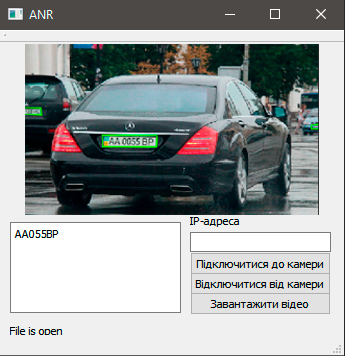 ANR
AA 0055 BP
AA055BP
IP-адреса
Підключитися до камери
Відключитися від камери
Завантажити відео
File is open